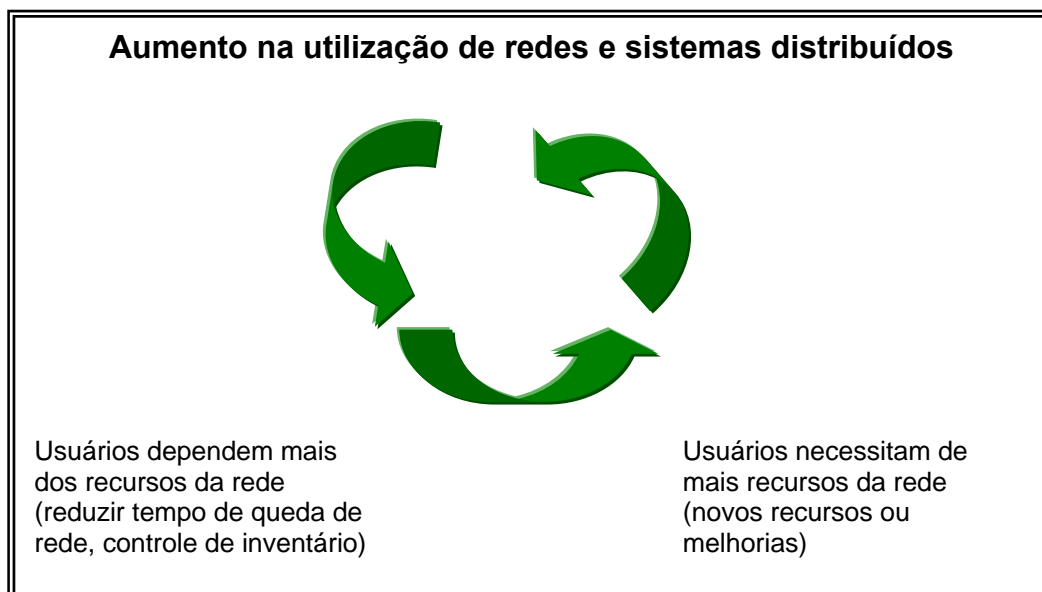 Aumento na utilização de redes e sistemas distribuídos
Usuários dependem mais
dos recursos da rede
(reduzir tempo de queda de
rede, controle de inventário)
Usuários necessitam de
mais recursos da rede
(novos recursos ou
melhorias)